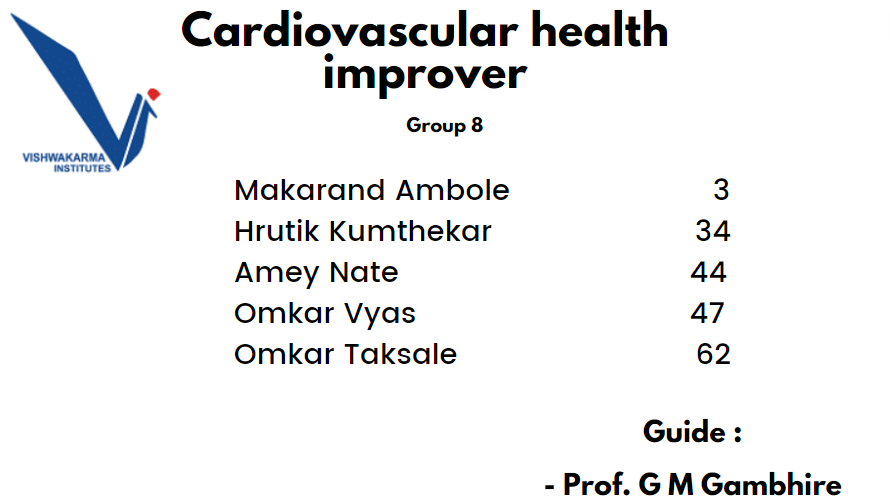 Cardiovascular health
improver
Group 8
VISHWAKARMA
INSTITUTES
Makarand Ambole 3
Hrutik Kumthekar 34
Amey Nate 44
Omkar Vyas 47
Omkar Taksale 62
Guide :
- Prof. G M Gambhire